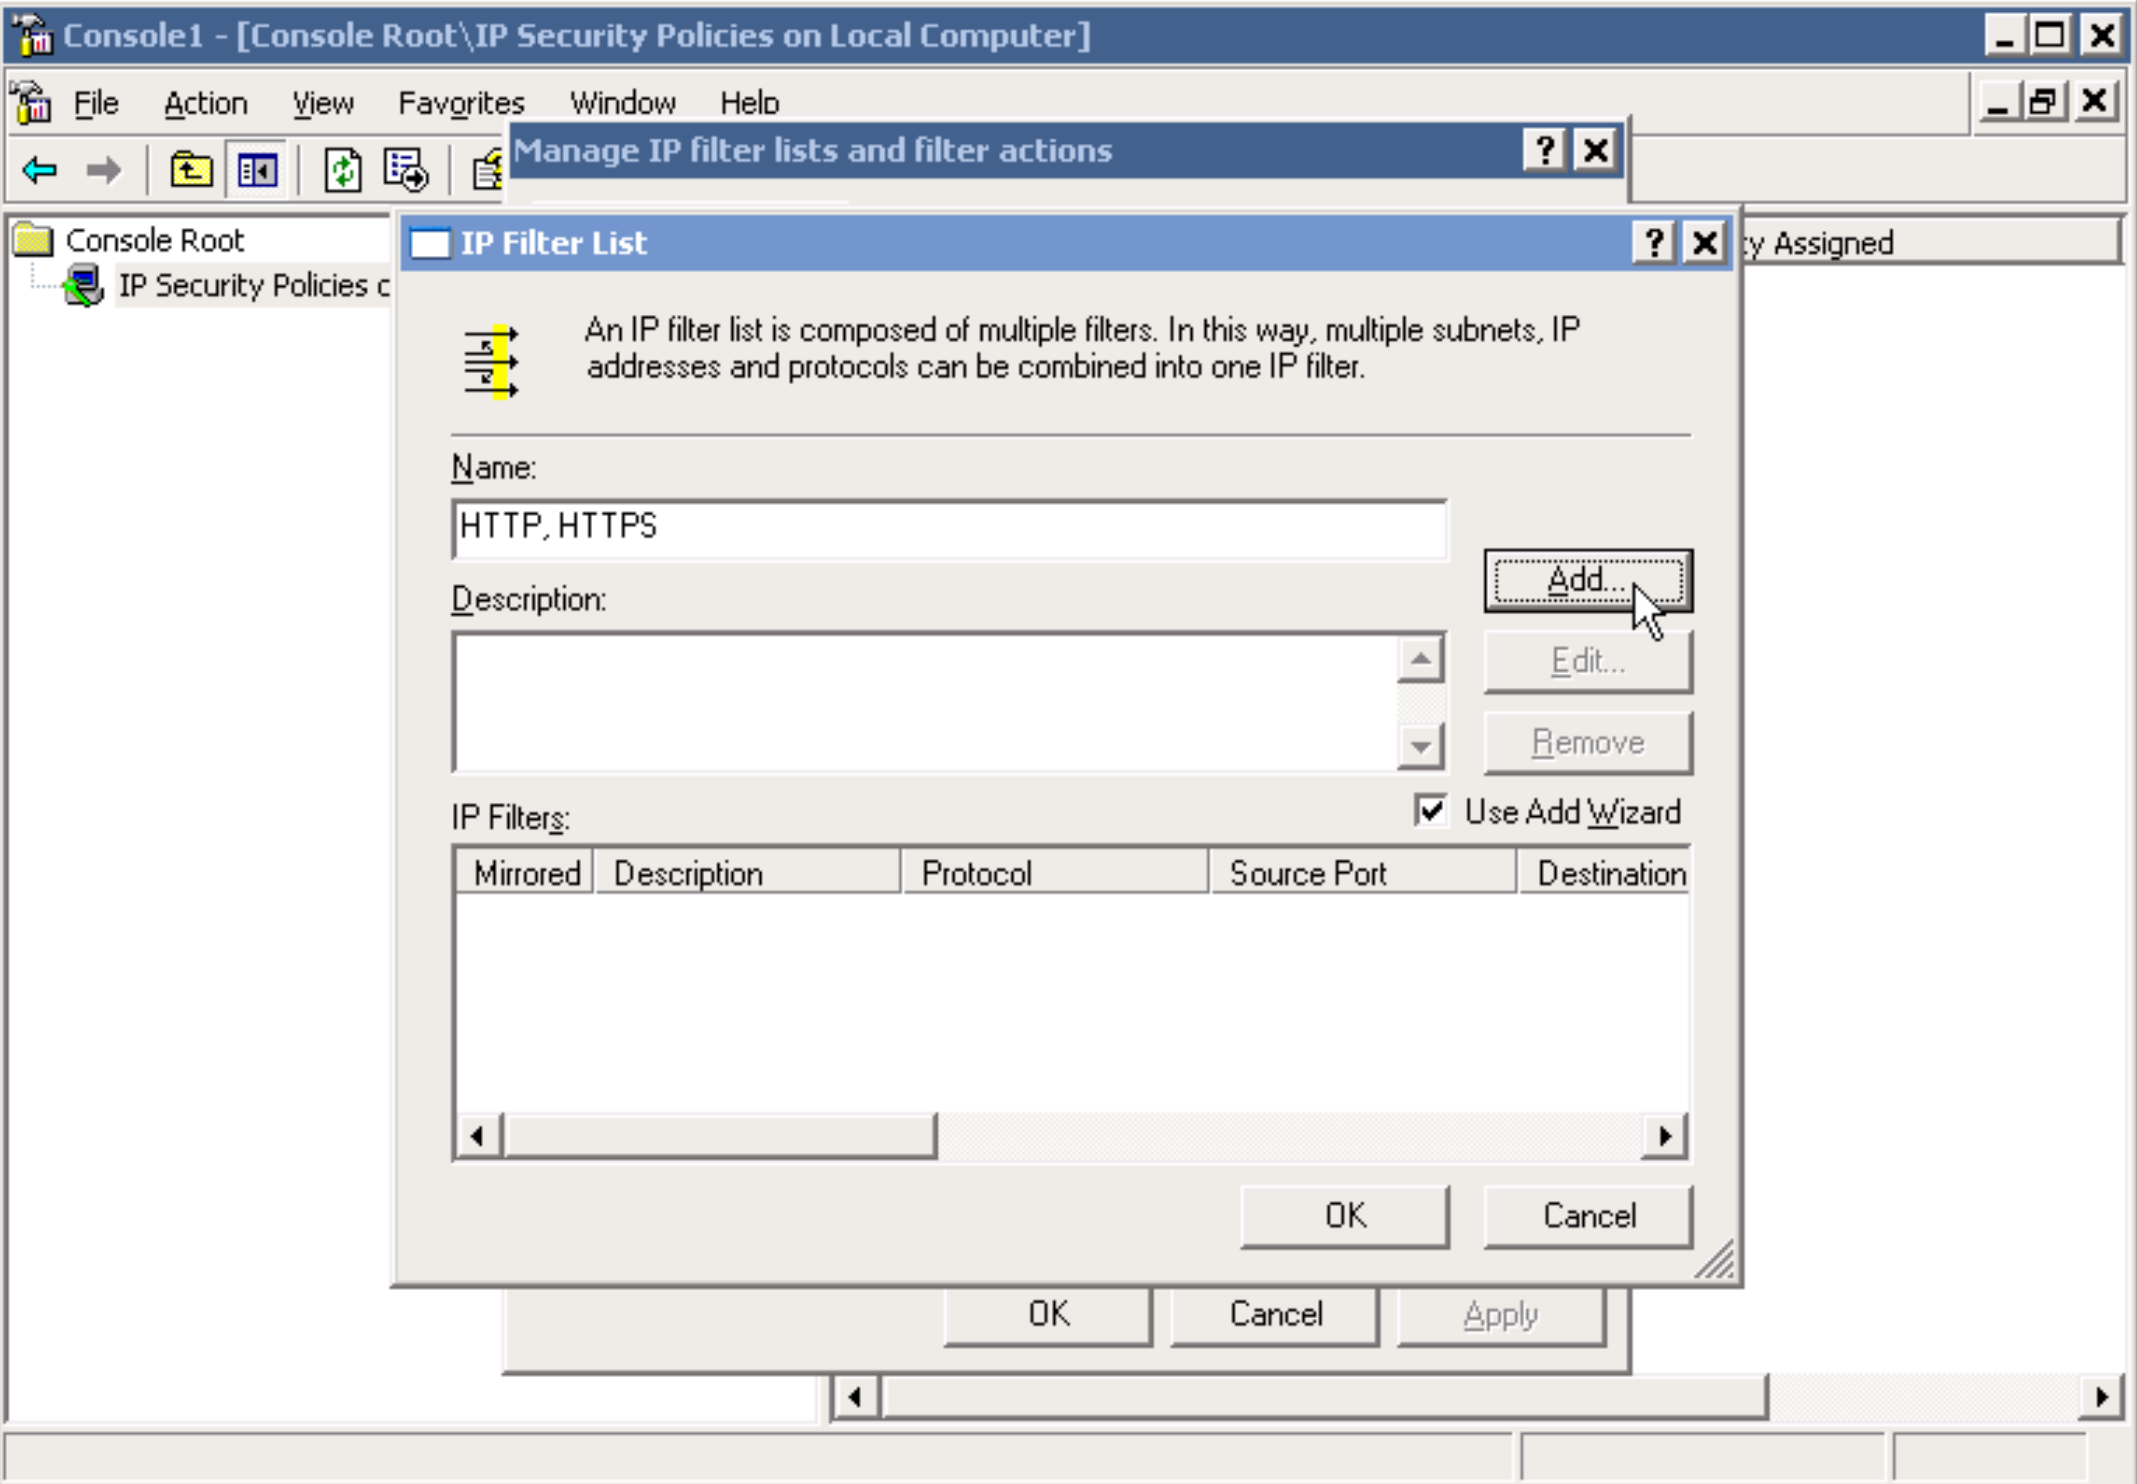 Console1 - [Console Root\IP Security Policies on Local Computer]
File Action View Favorites Window Help
Manage IP filter lists and filter actions
Console Root
IP Security Policies
IP Filter List
Assigned
An IP filter list is composed of multiple filters. In this way, multiple subnets, IP
addresses and protocols can be combined into one IP filter.
Name:
HTTP, HTTPS
Add...
Description:
Edit...
Remove
IP Filters:
Use Add Wizard
Mirrored Description Protocol Source Port Destination
OK Cancel
OK Cancel Apply